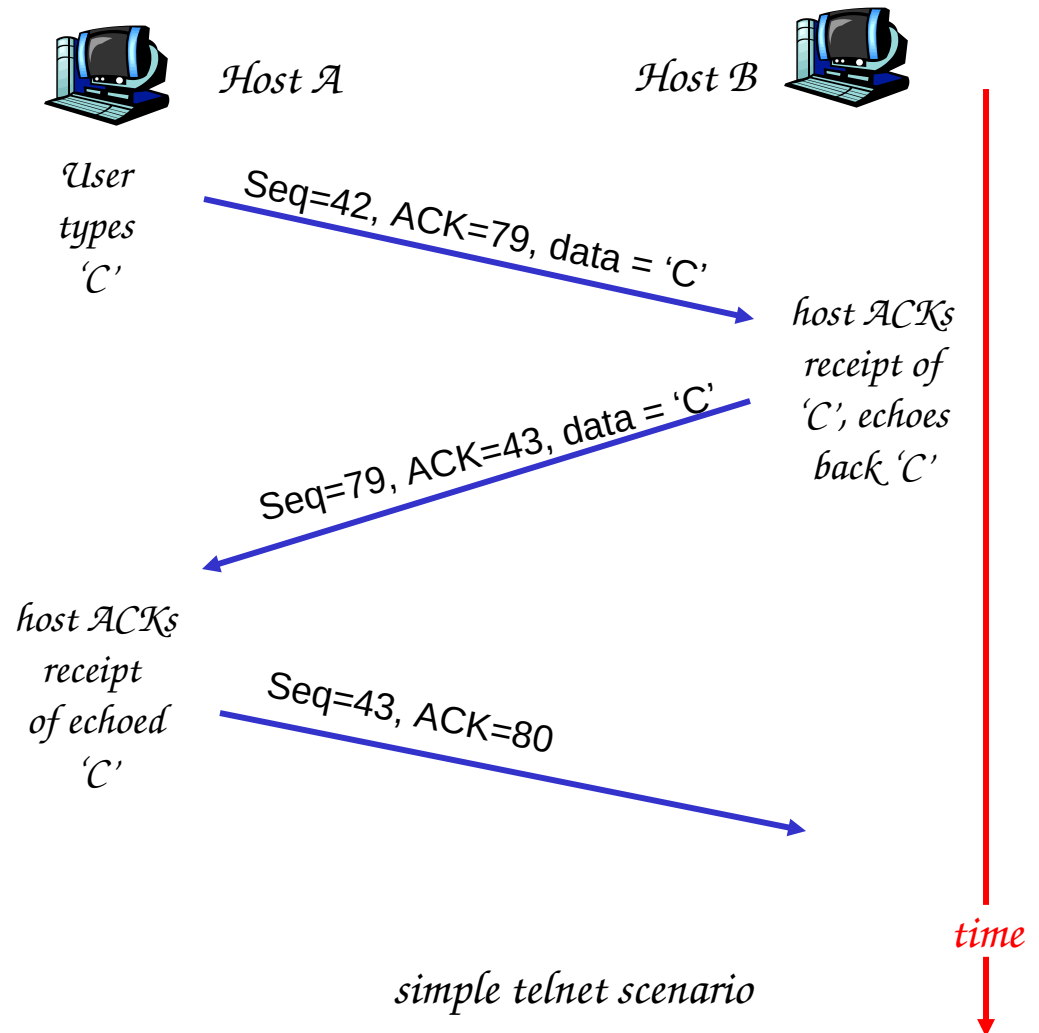 Host A
Host B
User
types
‘C’
Seq=42, ACK=79, data = ‘C’
host ACKs
receipt of
‘C’, echoes
back ‘C’
Seq=79, ACK=43, data = ‘C’
host ACKs
receipt
of echoed
‘C’
Seq=43, ACK=80
time
simple telnet scenario